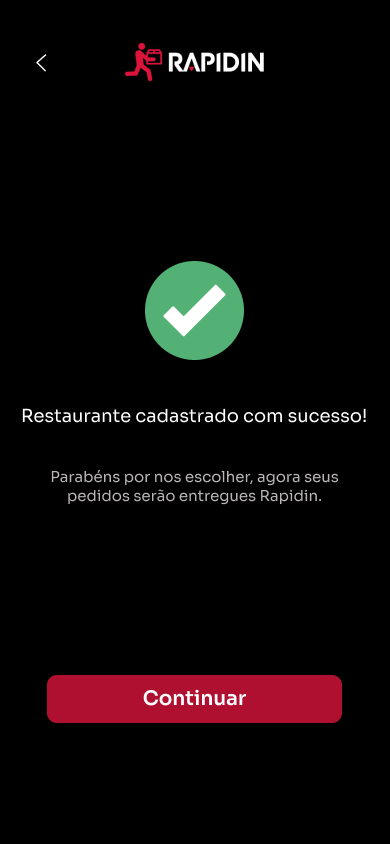 RAPIDIN
Restaurante cadastrado com sucesso!
Parabéns por nos escolher, agora seus
pedidos serão entregues Rapidin.
Continuar